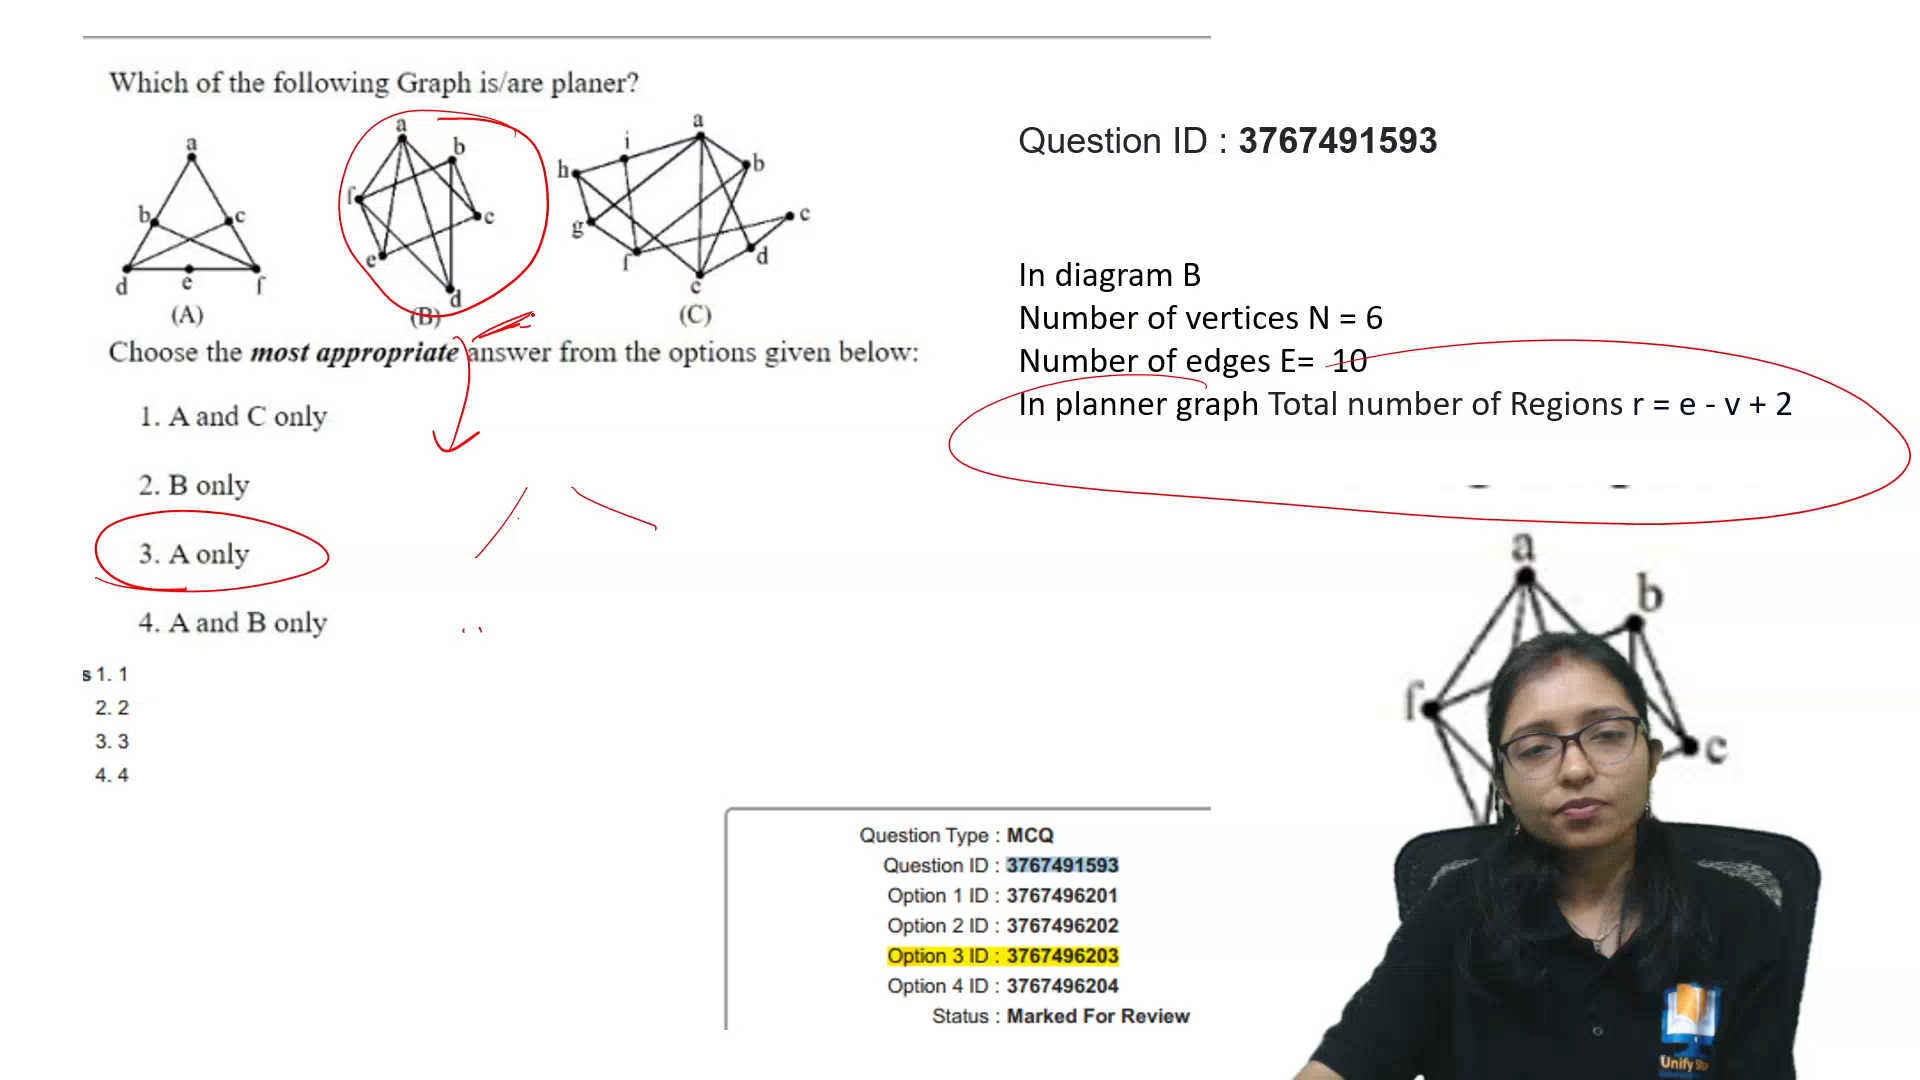 Which of the following Graph is/are planer?
a
b
c
d
e
f
(A)
a
b
f
c
e
d
(B)
a
i
h
b
g
c
f
d
e
(C)
Choose the most appropriate answer from the options given below:
1. A and C only
2. B only
3. A only
4. A and B only
s 1. 1
2. 2
3. 3
4. 4
Question Type : MCQ
Question ID : 3767491593
Option 1 ID : 3767496201
Option 2 ID : 3767496202
Option 3 ID : 3767496203
Option 4 ID : 3767496204
Status : Marked For Review
Question ID : 3767491593
In diagram B
Number of vertices N = 6
Number of edges E= 10
In planner graph Total number of Regions r = e - v + 2
a
b
f
c
Unify